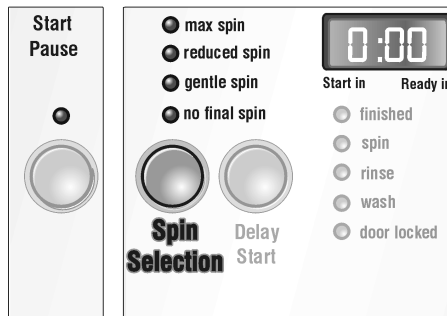 Start
Pause
max spin
reduced spin
gentle spin
no final spin
Spin
Selection
Delay
Start
0:00
Start in Ready in
finished
spin
rinse
wash
door locked